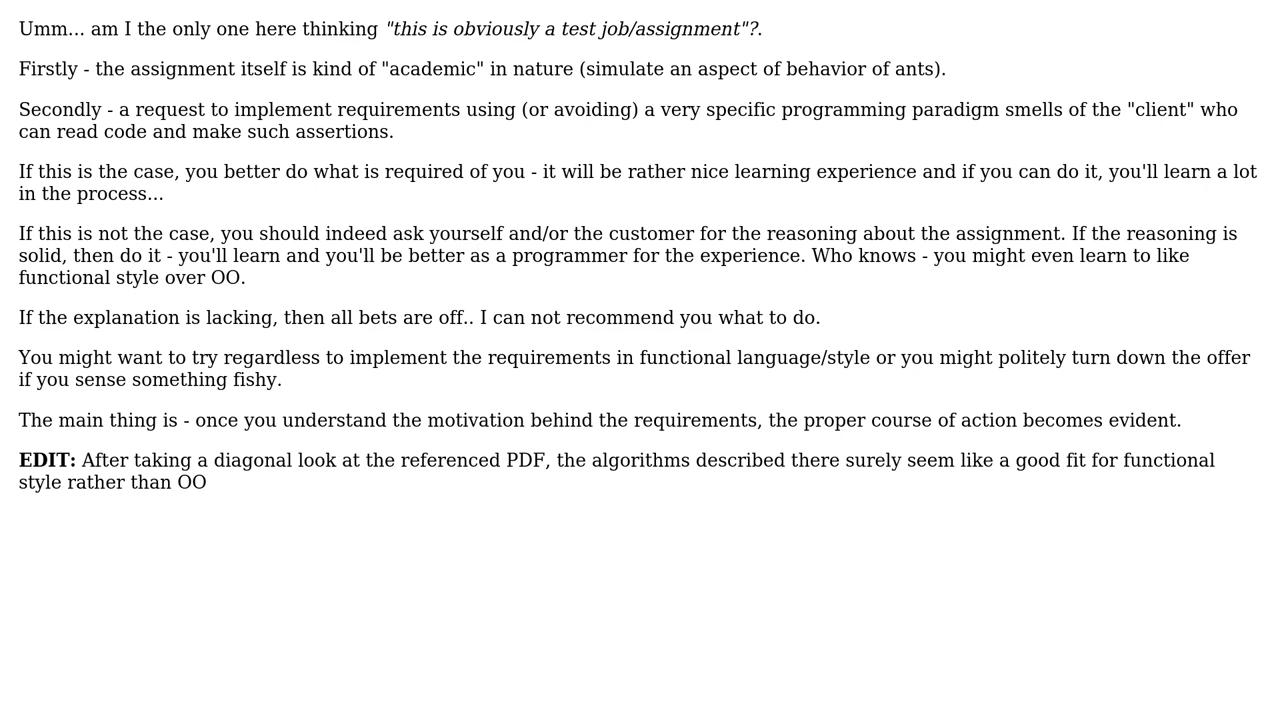 Umm... am I the only one here thinking "this is obviously a test job/assignment"?.
Firstly - the assignment itself is kind of "academic" in nature (simulate an aspect of behavior of ants).
Secondly - a request to implement requirements using (or avoiding) a very specific programming paradigm smells of the "client" who
can read code and make such assertions.
If this is the case, you better do what is required of you - it will be rather nice learning experience and if you can do it, you'll learn a lot
in the process...
If this is not the case, you should indeed ask yourself and/or the customer for the reasoning about the assignment. If the reasoning is
solid, then do it - you'll learn and you'll be better as a programmer for the experience. Who knows - you might even learn to like
functional style over OO.
If the explanation is lacking, then all bets are off.. I can not recommend you what to do.
You might want to try regardless to implement the requirements in functional language/style or you might politely turn down the offer
if you sense something fishy.
The main thing is - once you understand the motivation behind the requirements, the proper course of action becomes evident.
EDIT: After taking a diagonal look at the referenced PDF, the algorithms described there surely seem like a good fit for functional
style rather than OO